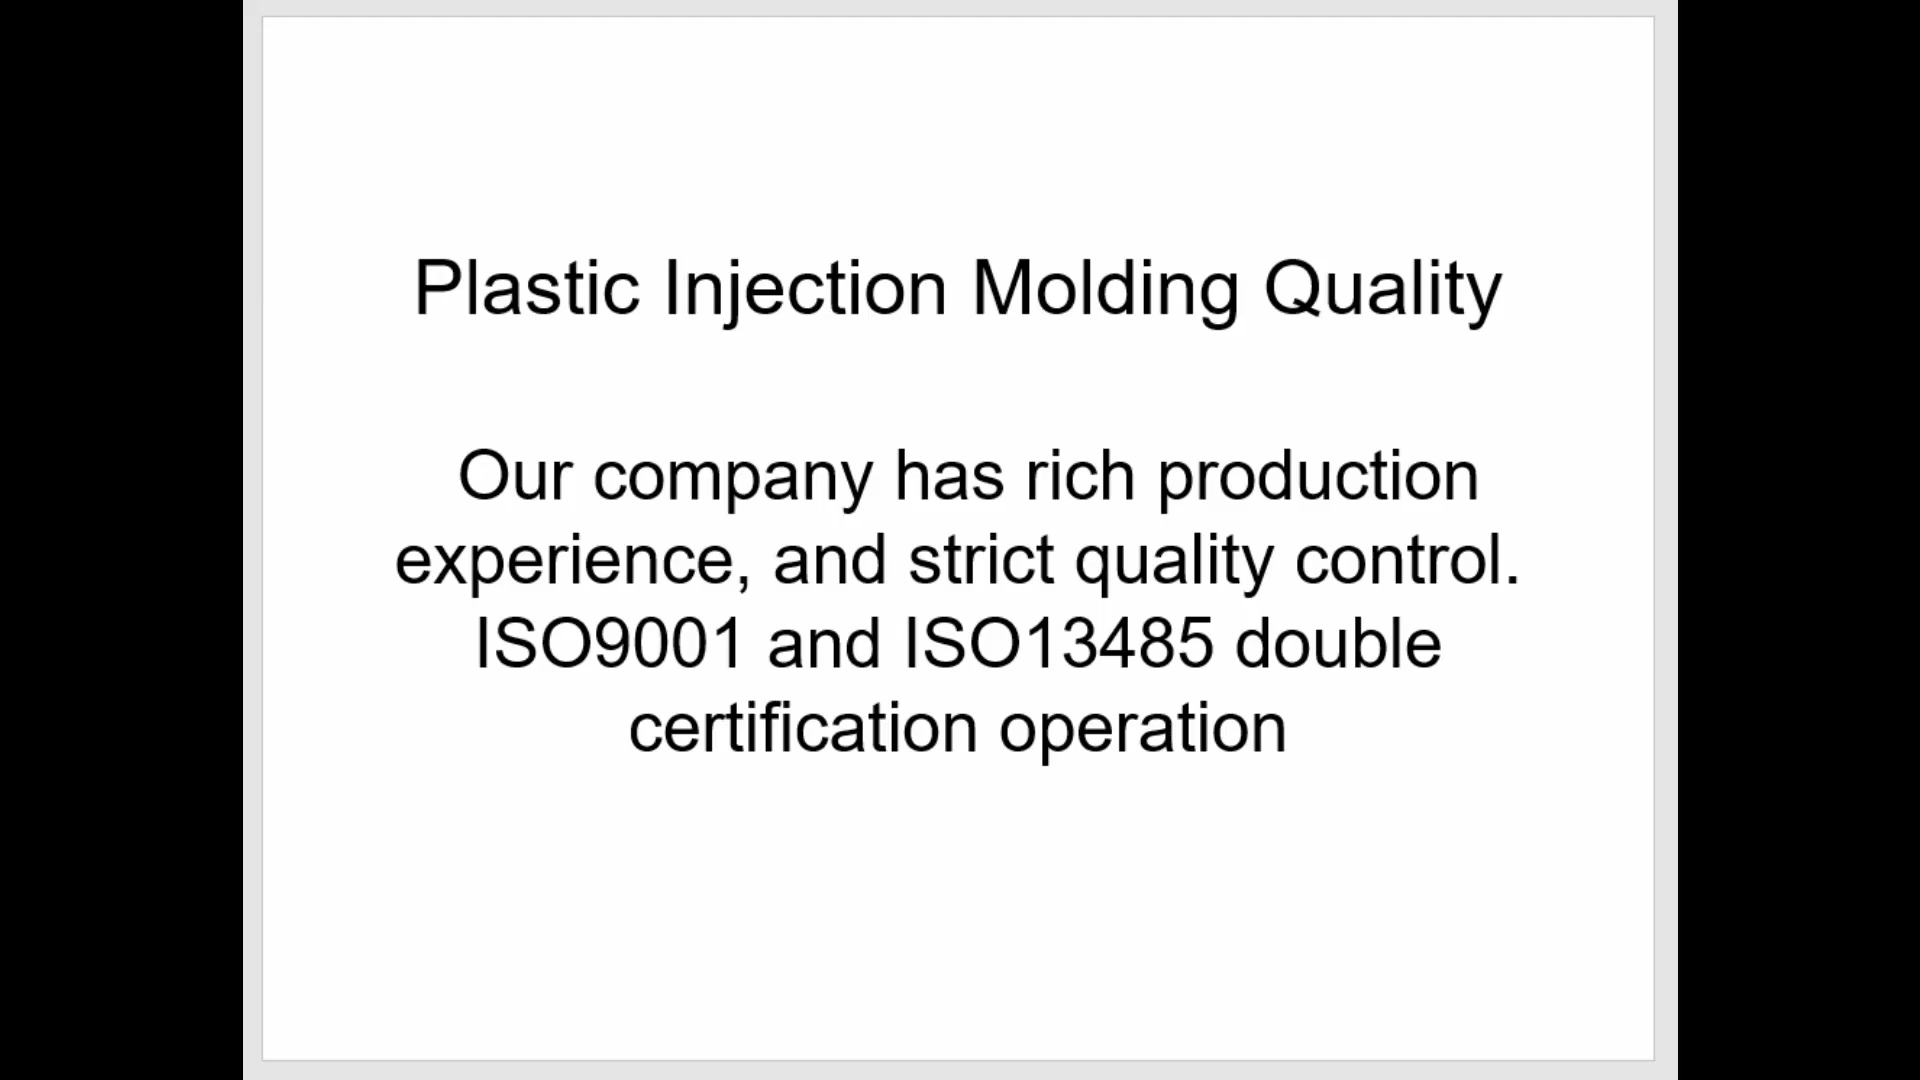 Plastic Injection Molding Quality
Our company has rich production
experience, and strict quality control.
ISO9001 and ISO13485 double
certification operation